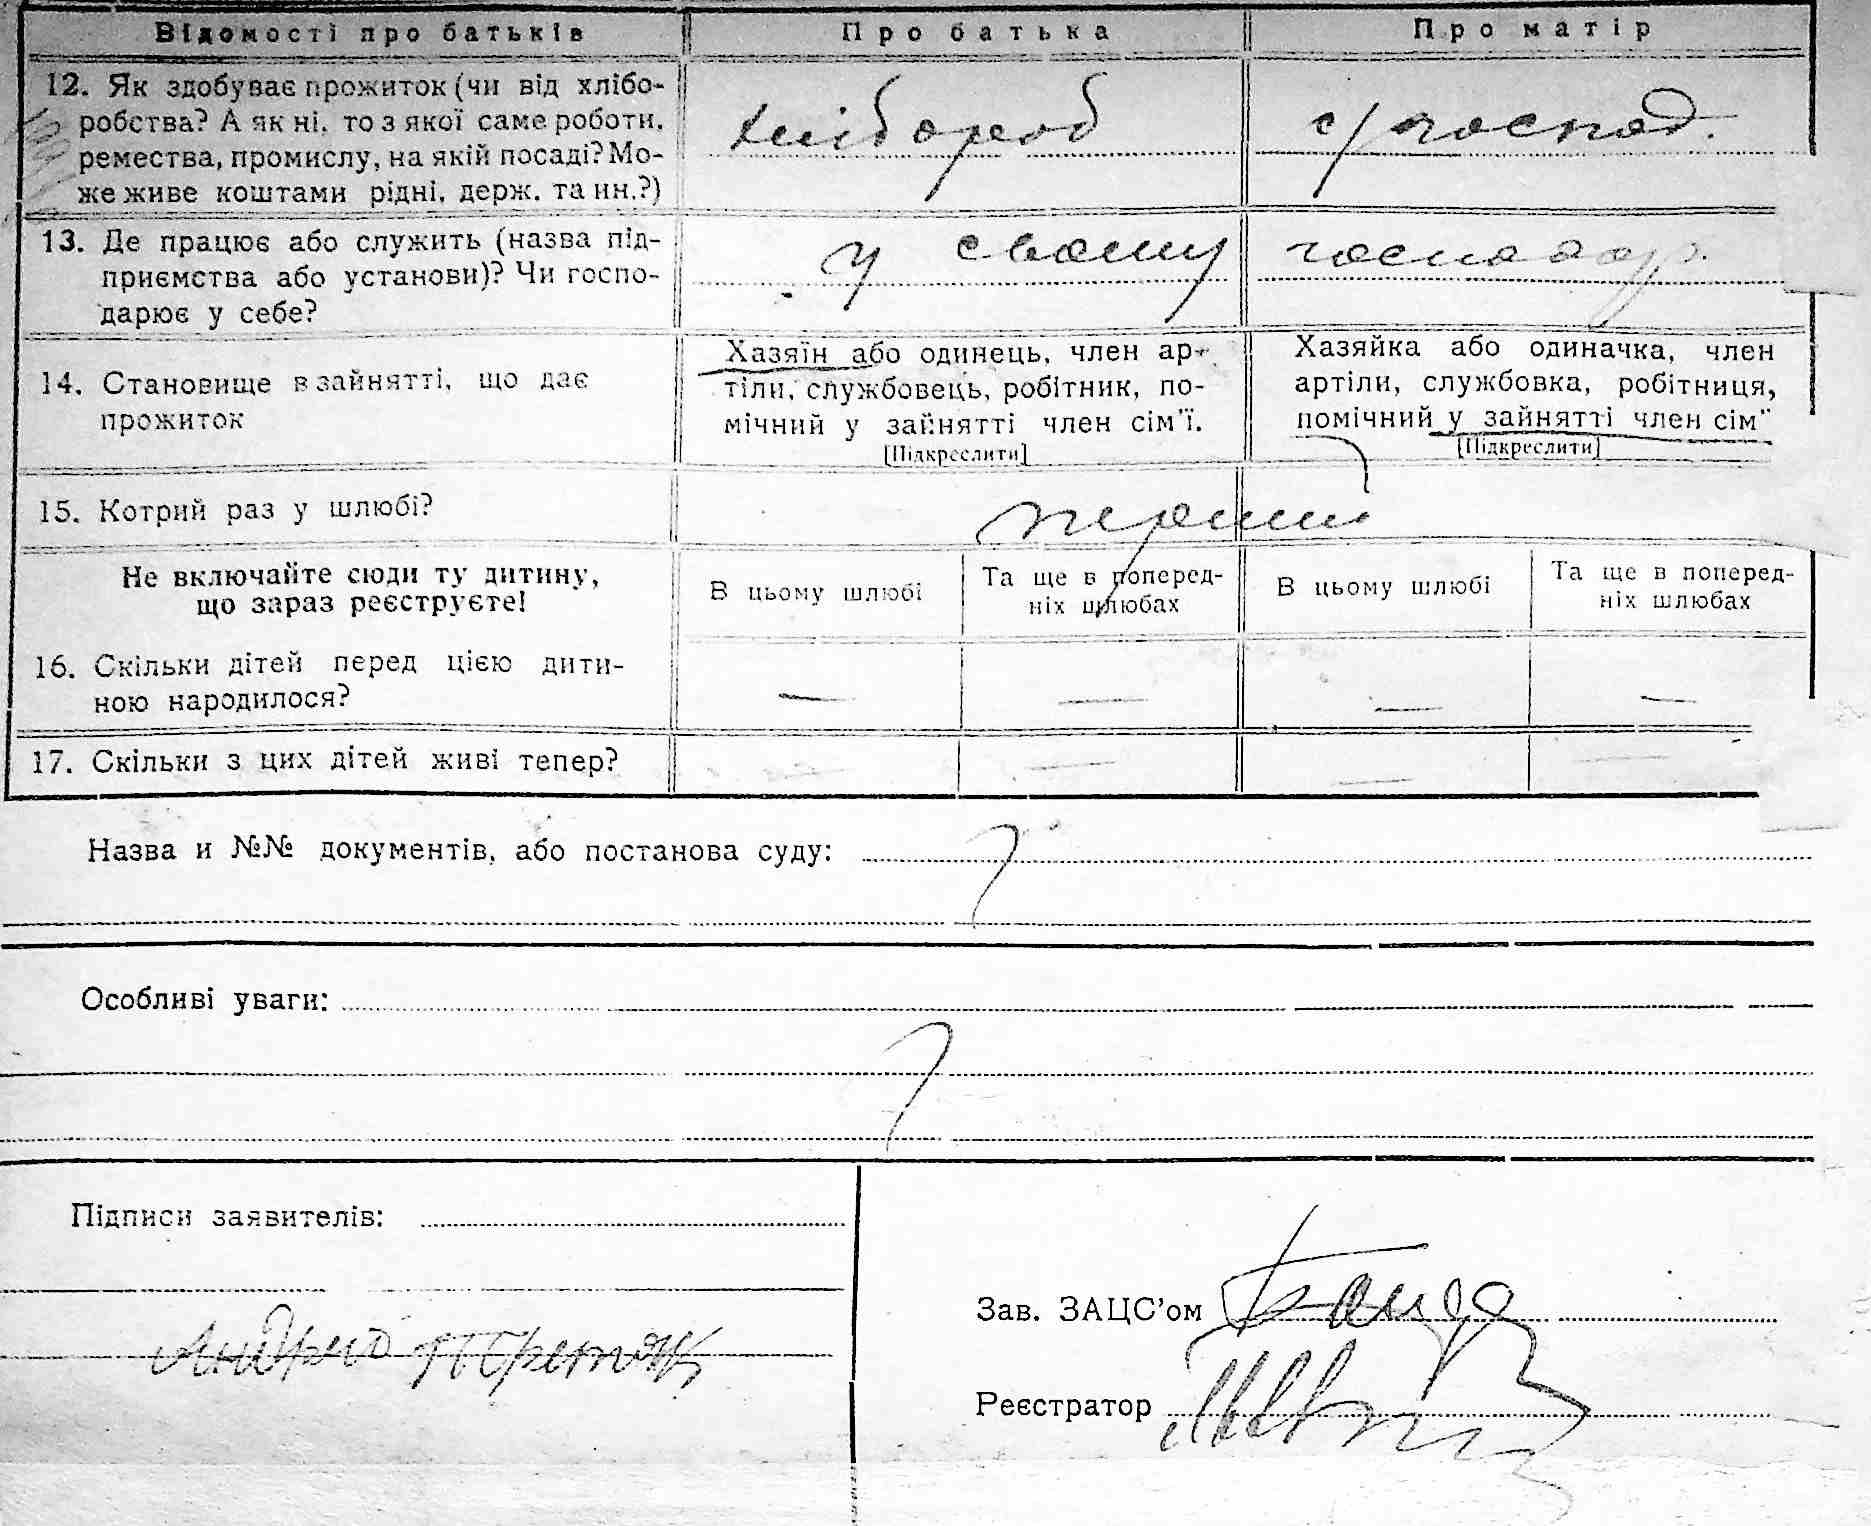 Відомості про батьків Про батька Про матір
12. Як здобуває прожиток (чи від хлібо-
робства? А як ні, то з якої саме роботи,
ремества, промислу, на якій посаді? Мо-
же живе коштами рідні, держ. та ин.?)
хлібороб с/господ.
13. Де працює або служить (назва під-
приємства або установи)? Чи госпо-
дарює у себе?
у своєму господар.
14. Становище в зайнятті, що дає
прожиток
Хазяїн або одинець, член ар-
тіли, службовець, робітник, по-
мічний у зайнятті член сім'ї.
[Підкреслити]
Хазяйка або одиначка, член
артіли, службовка, робітниця,
помічний у зайнятті член сім"
[Підкреслити]
15. Котрий раз у шлюбі?
перший
Не включайте сюди ту дитину,
що зараз реєструєте!
В цьому шлюбі
Та ще в поперед-
ніх шлюбах
В цьому шлюбі
Та ще в поперед-
ніх шлюбах
16. Скільки дітей перед цією дити-
ною народилося?
— — — —
17. Скільки з цих дітей живі тепер?
— — — —
Назва и №№ документів, або постанова суду:
Особливі уваги:
Підписи заявителів:
Андрей Третяк
Зав. ЗАЦС'ом
Реєстратор